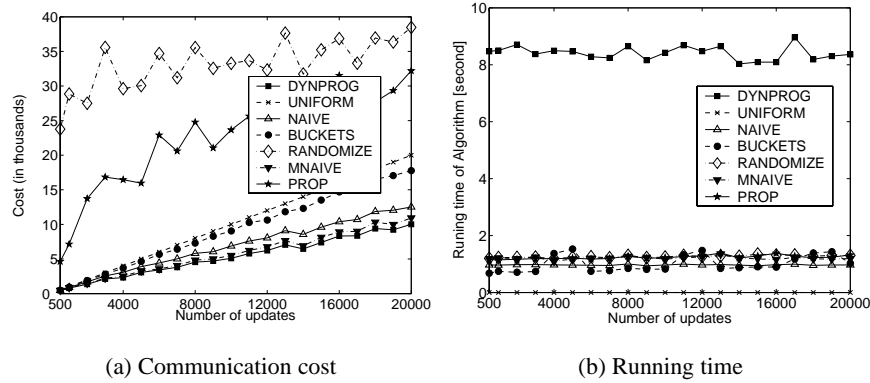 40
35
30
25
20
15
10
5
0
Cost (in thousands)
500 4000 8000 12000 16000 20000
Number of updates
DYNPROG
UNIFORM
NAIVE
BUCKETS
RANDOMIZE
MNAIVE
PROP
(a) Communication cost
10
8
6
4
2
0
Runing time of Algorithm [second]
500 4000 8000 12000 16000 20000
Number of updates
DYNPROG
UNIFORM
NAIVE
BUCKETS
RANDOMIZE
MNAIVE
PROP
(b) Running time